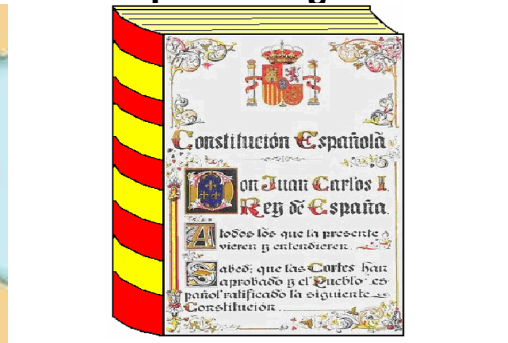 Constitución Española
Don Juan Carlos I
Rey de España.
A todos los que la presente
vieren y entendieren.
Sabed: que las Cortes han
aprobado y el Pueblo es
pañol ratificado la siguiente
Constitución